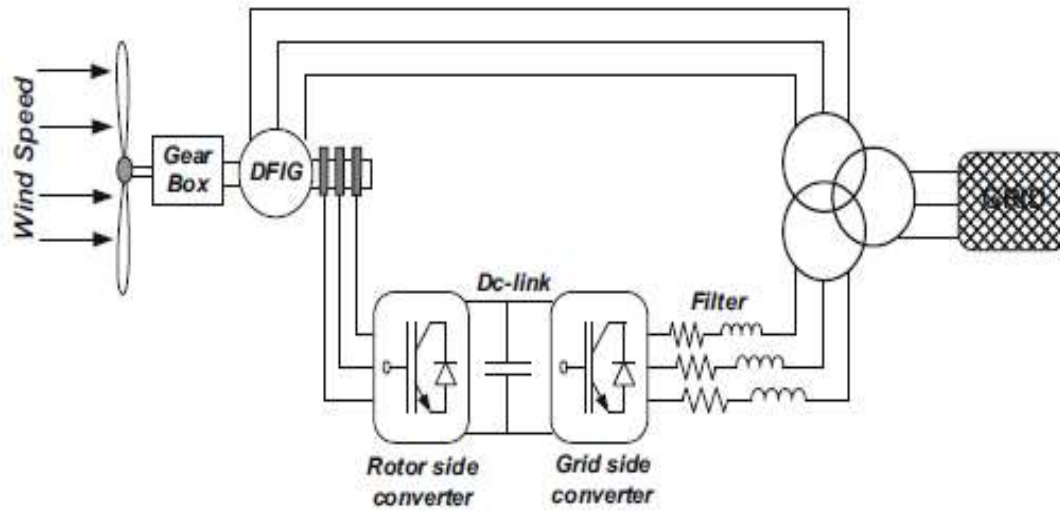 Wind Speed
Gear
Box
DFIG
Dc-link
Filter
Rotor side
converter
Grid side
converter